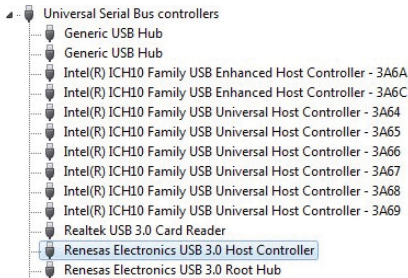 Universal Serial Bus controllers
Generic USB Hub
Generic USB Hub
Intel(R) ICH10 Family USB Enhanced Host Controller - 3A6A
Intel(R) ICH10 Family USB Enhanced Host Controller - 3A6C
Intel(R) ICH10 Family USB Universal Host Controller - 3A64
Intel(R) ICH10 Family USB Universal Host Controller - 3A65
Intel(R) ICH10 Family USB Universal Host Controller - 3A66
Intel(R) ICH10 Family USB Universal Host Controller - 3A67
Intel(R) ICH10 Family USB Universal Host Controller - 3A68
Intel(R) ICH10 Family USB Universal Host Controller - 3A69
Realtek USB 3.0 Card Reader
Renesas Electronics USB 3.0 Host Controller
Renesas Electronics USB 3.0 Root Hub